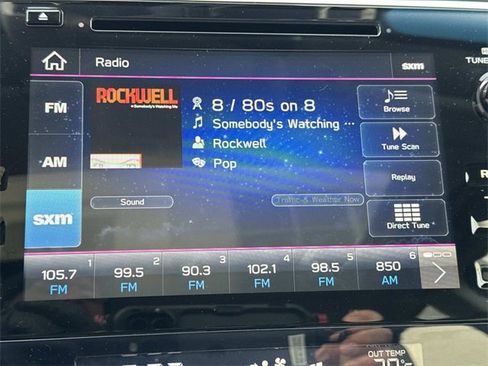 Radio
sxm
TUNE
FM
AM
sxm
ROCKWELL
Somebody's Watching Me
8 / 80s on 8
Somebody's Watching ...
Rockwell
Pop
Browse
Tune Scan
Replay
Direct Tune
Sound
Traffic & Weather Now
1
105.7
FM
2
99.5
FM
3
90.3
FM
4
102.1
FM
5
98.5
FM
6
850
AM
OUT TEMP